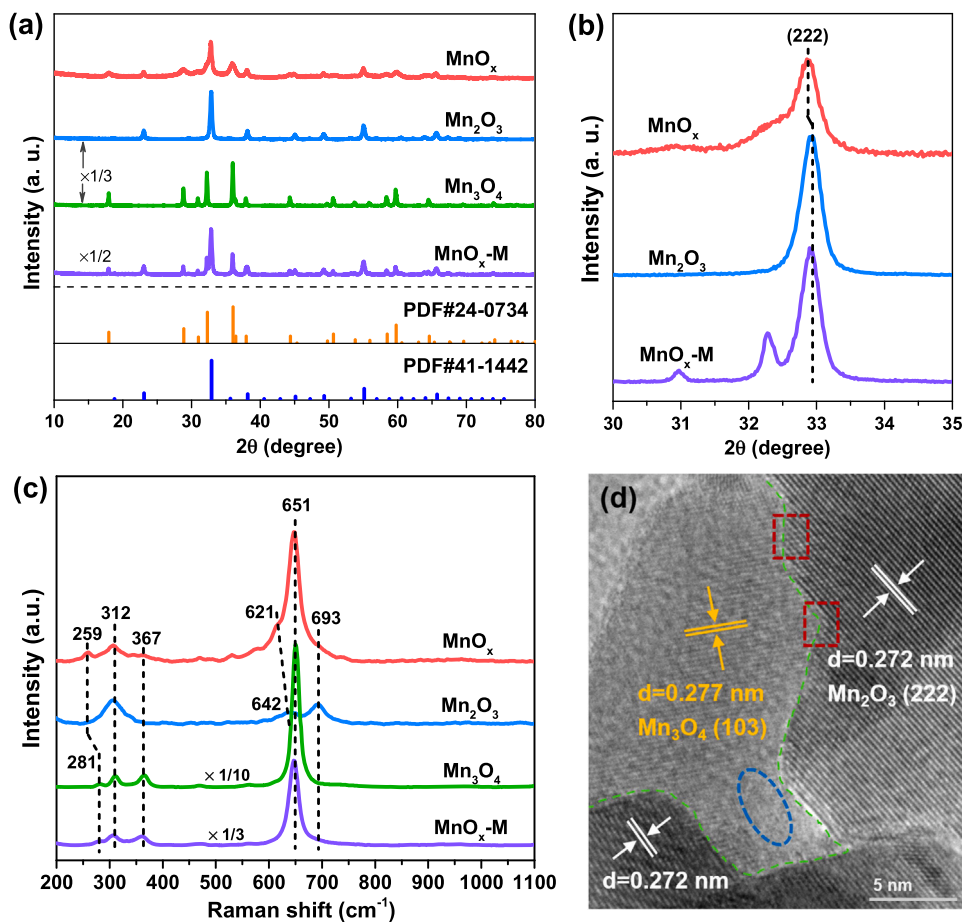 (a)
MnOx
Mn2O3
×1/3
Mn3O4
×1/2
MnOx-M
PDF#24-0734
PDF#41-1442
Intensity (a. u.)
10 20 30 40 50 60 70 80
2θ (degree)
(b)
(222)
MnOx
Mn2O3
MnOx-M
Intensity (a. u.)
30 31 32 33 34 35
2θ (degree)
(c)
651
621
693
312
259
367
MnOx
642
Mn2O3
281
× 1/10
Mn3O4
× 1/3
MnOx-M
Intensity (a.u.)
200 300 400 500 600 700 800 900 1000 1100
Raman shift (cm-1)
(d)
d=0.272 nm
Mn2O3 (222)
d=0.277 nm
Mn3O4 (103)
d=0.272 nm
5 nm